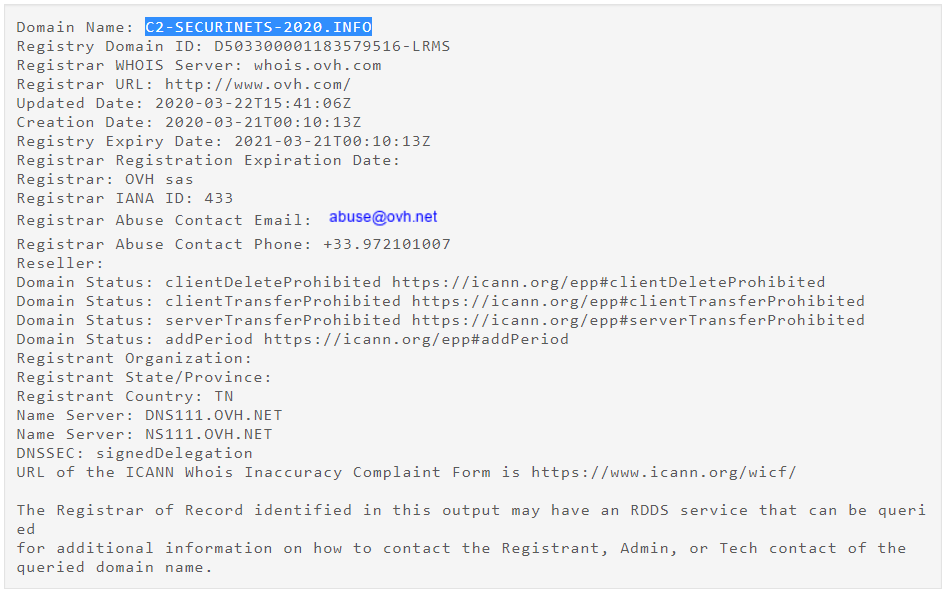 Domain Name: C2-SECURINETS-2020.INFO
Registry Domain ID: D503300001183579516-LRMS
Registrar WHOIS Server: whois.ovh.com
Registrar URL: http://www.ovh.com/
Updated Date: 2020-03-22T15:41:06Z
Creation Date: 2020-03-21T00:10:13Z
Registry Expiry Date: 2021-03-21T00:10:13Z
Registrar Registration Expiration Date:
Registrar: OVH sas
Registrar IANA ID: 433
Registrar Abuse Contact Email: abuse@ovh.net
Registrar Abuse Contact Phone: +33.972101007
Reseller:
Domain Status: clientDeleteProhibited https://icann.org/epp#clientDeleteProhibited
Domain Status: clientTransferProhibited https://icann.org/epp#clientTransferProhibited
Domain Status: serverTransferProhibited https://icann.org/epp#serverTransferProhibited
Domain Status: addPeriod https://icann.org/epp#addPeriod
Registrant Organization:
Registrant State/Province:
Registrant Country: TN
Name Server: DNS111.OVH.NET
Name Server: NS111.OVH.NET
DNSSEC: signedDelegation
URL of the ICANN Whois Inaccuracy Complaint Form is https://www.icann.org/wicf/
The Registrar of Record identified in this output may have an RDDS service that can be queri
ed
for additional information on how to contact the Registrant, Admin, or Tech contact of the
queried domain name.